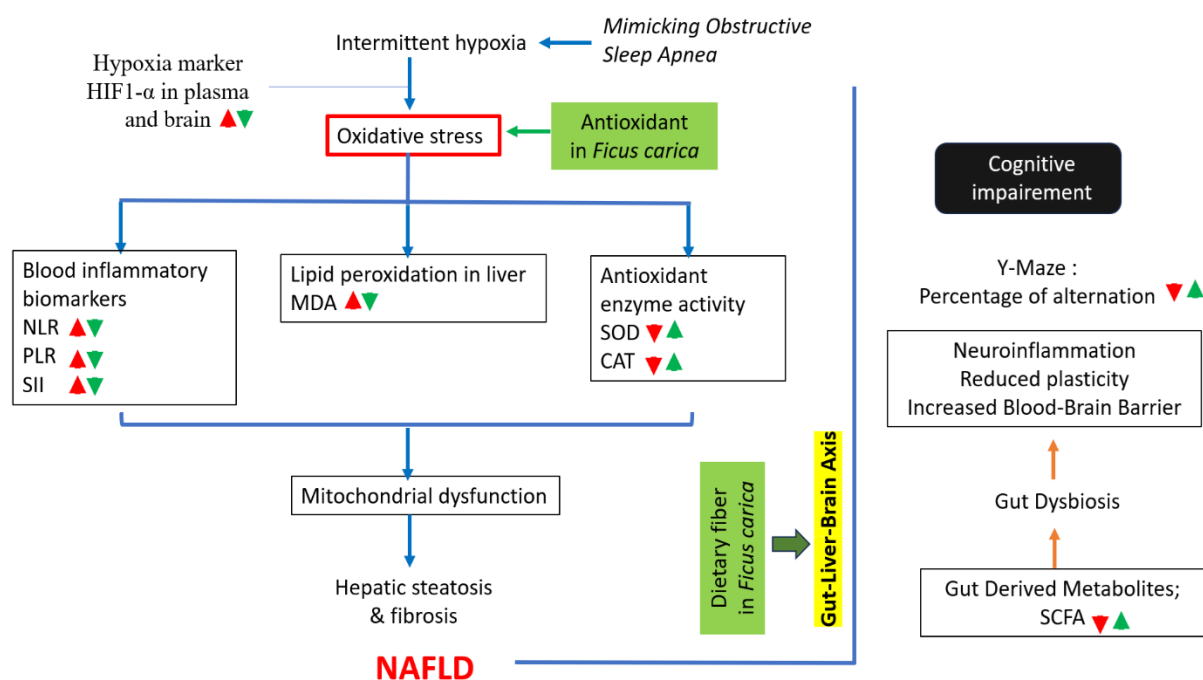 Intermittent hypoxia
Mimicking Obstructive
Sleep Apnea
Hypoxia marker
HIF1-α in plasma
and brain
Oxidative stress
Antioxidant
in Ficus carica
Blood inflammatory
biomarkers
NLR
PLR
SII
Lipid peroxidation in liver
MDA
Antioxidant
enzyme activity
SOD
CAT
Mitochondrial dysfunction
Hepatic steatosis
& fibrosis
NAFLD
Dietary fiber
in Ficus carica
Gut-Liver-Brain Axis
Cognitive
impairement
Y-Maze :
Percentage of alternation
Neuroinflammation
Reduced plasticity
Increased Blood-Brain Barrier
Gut Dysbiosis
Gut Derived Metabolites;
SCFA